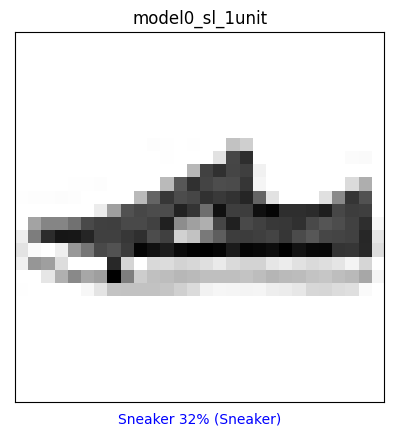 model0_sl_1unit
Sneaker 32% (Sneaker)